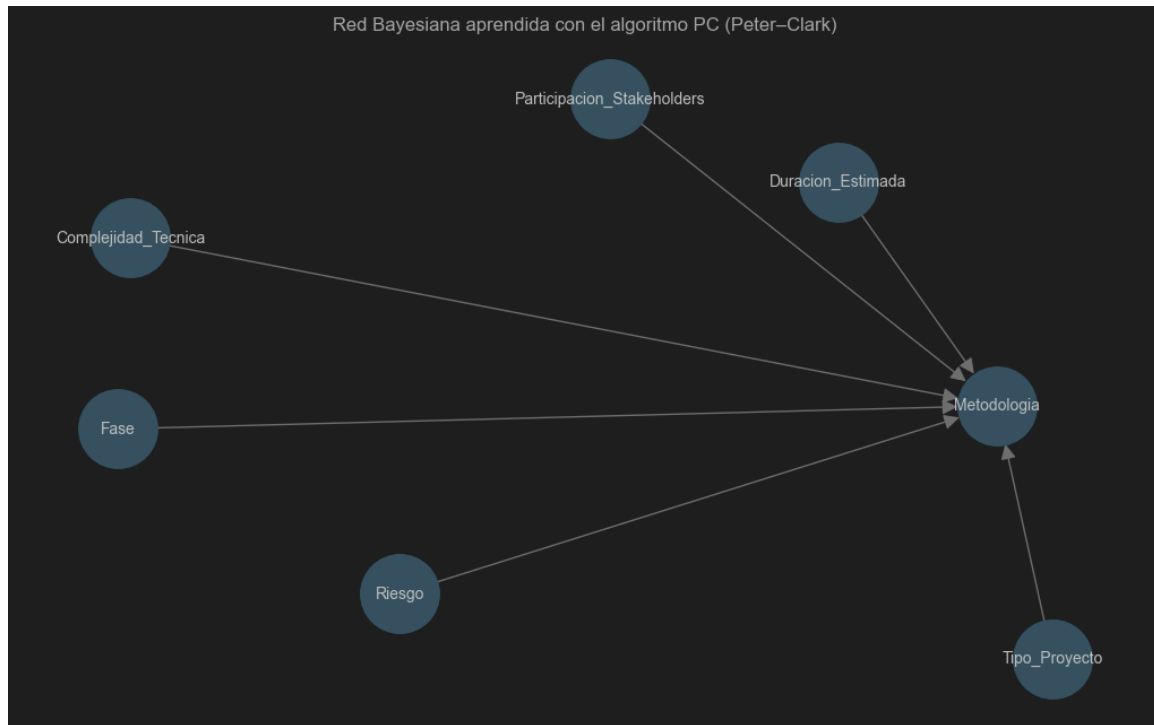 Red Bayesiana aprendida con el algoritmo PC (Peter–Clark)
Participacion_Stakeholders
Duracion_Estimada
Complejidad_Tecnica
Metodologia
Fase
Riesgo
Tipo_Proyecto